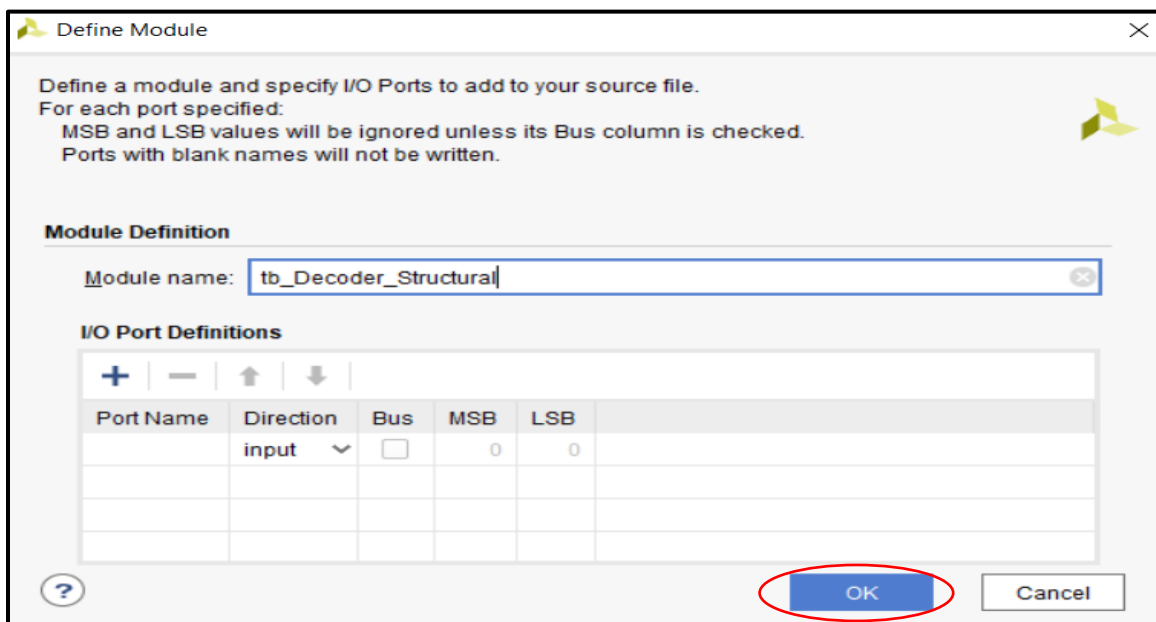 Define Module
Define a module and specify I/O Ports to add to your source file.
For each port specified:
MSB and LSB values will be ignored unless its Bus column is checked.
Ports with blank names will not be written.
Module Definition
Module name: tb_Decoder_Structural
I/O Port Definitions
Port Name Direction Bus MSB LSB
input 0 0
? OK Cancel